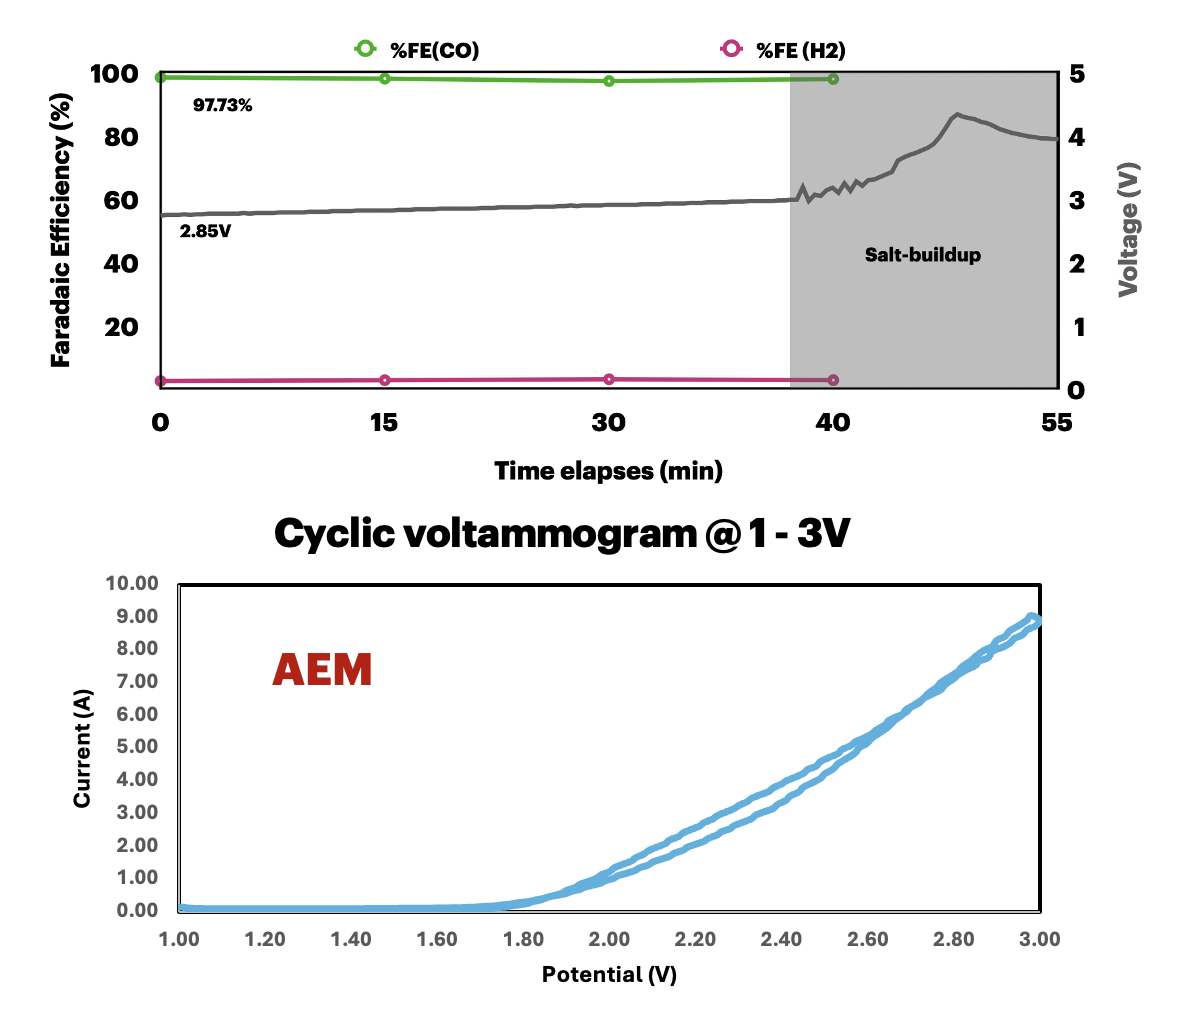 %FE(CO) %FE (H2)
100 5
97.73%
80 4
60 3
2.85V
40 2
Salt-buildup
20 1
0
Faradaic Efficiency (%)
Voltage (V)
0 15 30 40 55
Time elapses (min)
Cyclic voltammogram @ 1 - 3V
10.00
9.00
8.00
AEM
7.00
6.00
5.00
4.00
3.00
2.00
1.00
0.00
Current (A)
1.00 1.20 1.40 1.60 1.80 2.00 2.20 2.40 2.60 2.80 3.00
Potential (V)